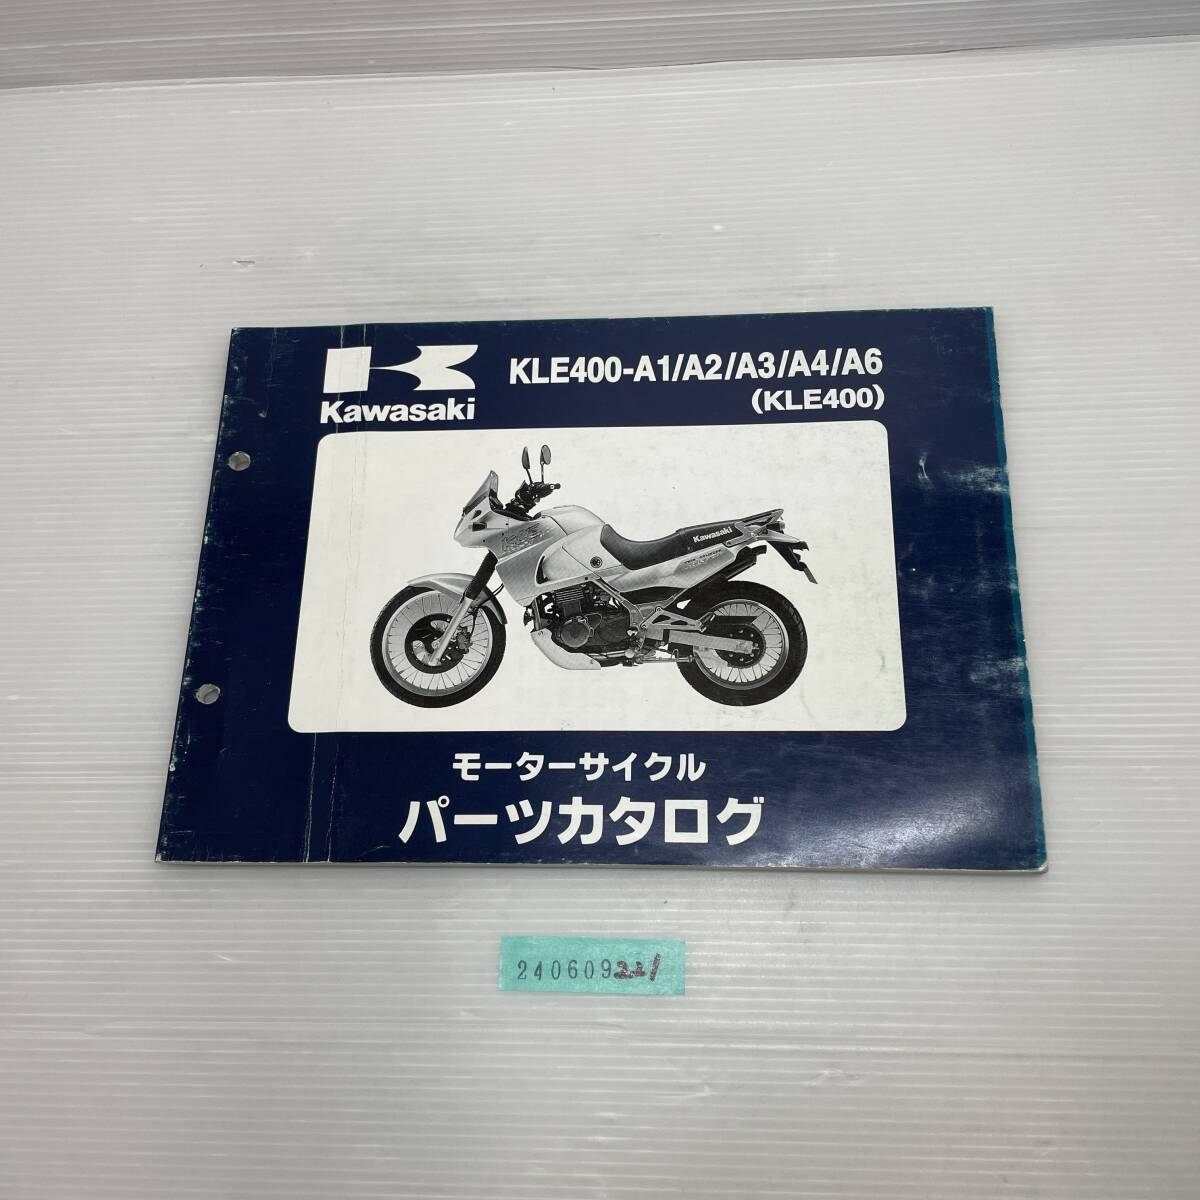 KLE400-A1/A2/A3/A4/A6
(KLE400)
Kawasaki
Kawasaki
モーターサイクル
パーツカタログ
240609221